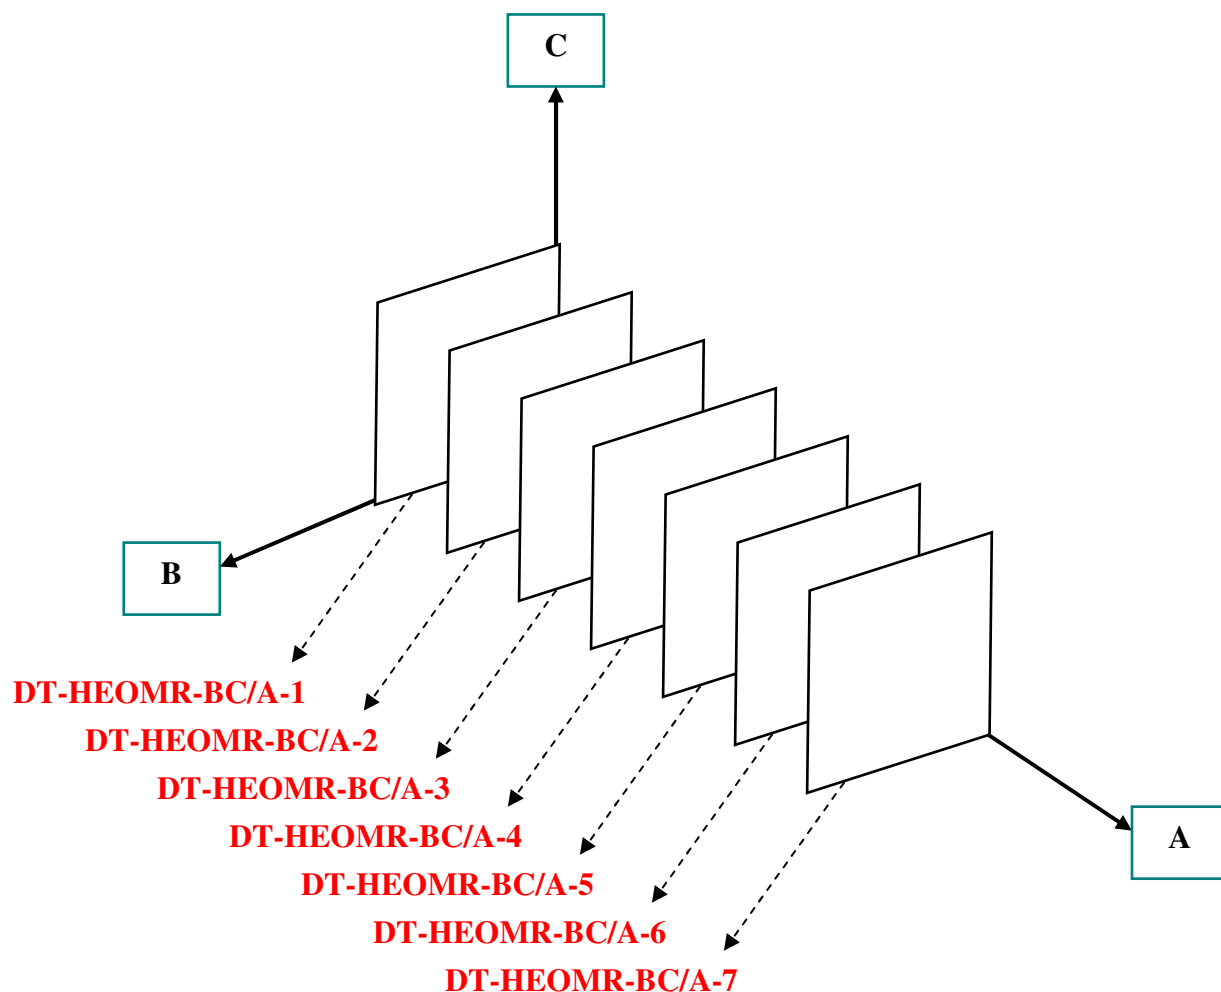 C
B
DT-HEOMR-BC/A-1
DT-HEOMR-BC/A-2
DT-HEOMR-BC/A-3
DT-HEOMR-BC/A-4
A
DT-HEOMR-BC/A-5
DT-HEOMR-BC/A-6
DT-HEOMR-BC/A-7